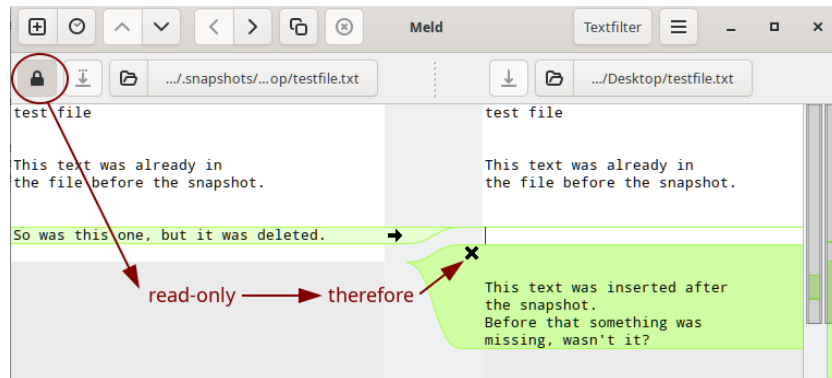 Meld
Textfilter
.../.snapshots/...op/testfile.txt
.../Desktop/testfile.txt
test file
This text was already in
the file before the snapshot.
So was this one, but it was deleted.
test file
This text was already in
the file before the snapshot.
This text was inserted after
the snapshot.
Before that something was
missing, wasn't it?
read-only
therefore